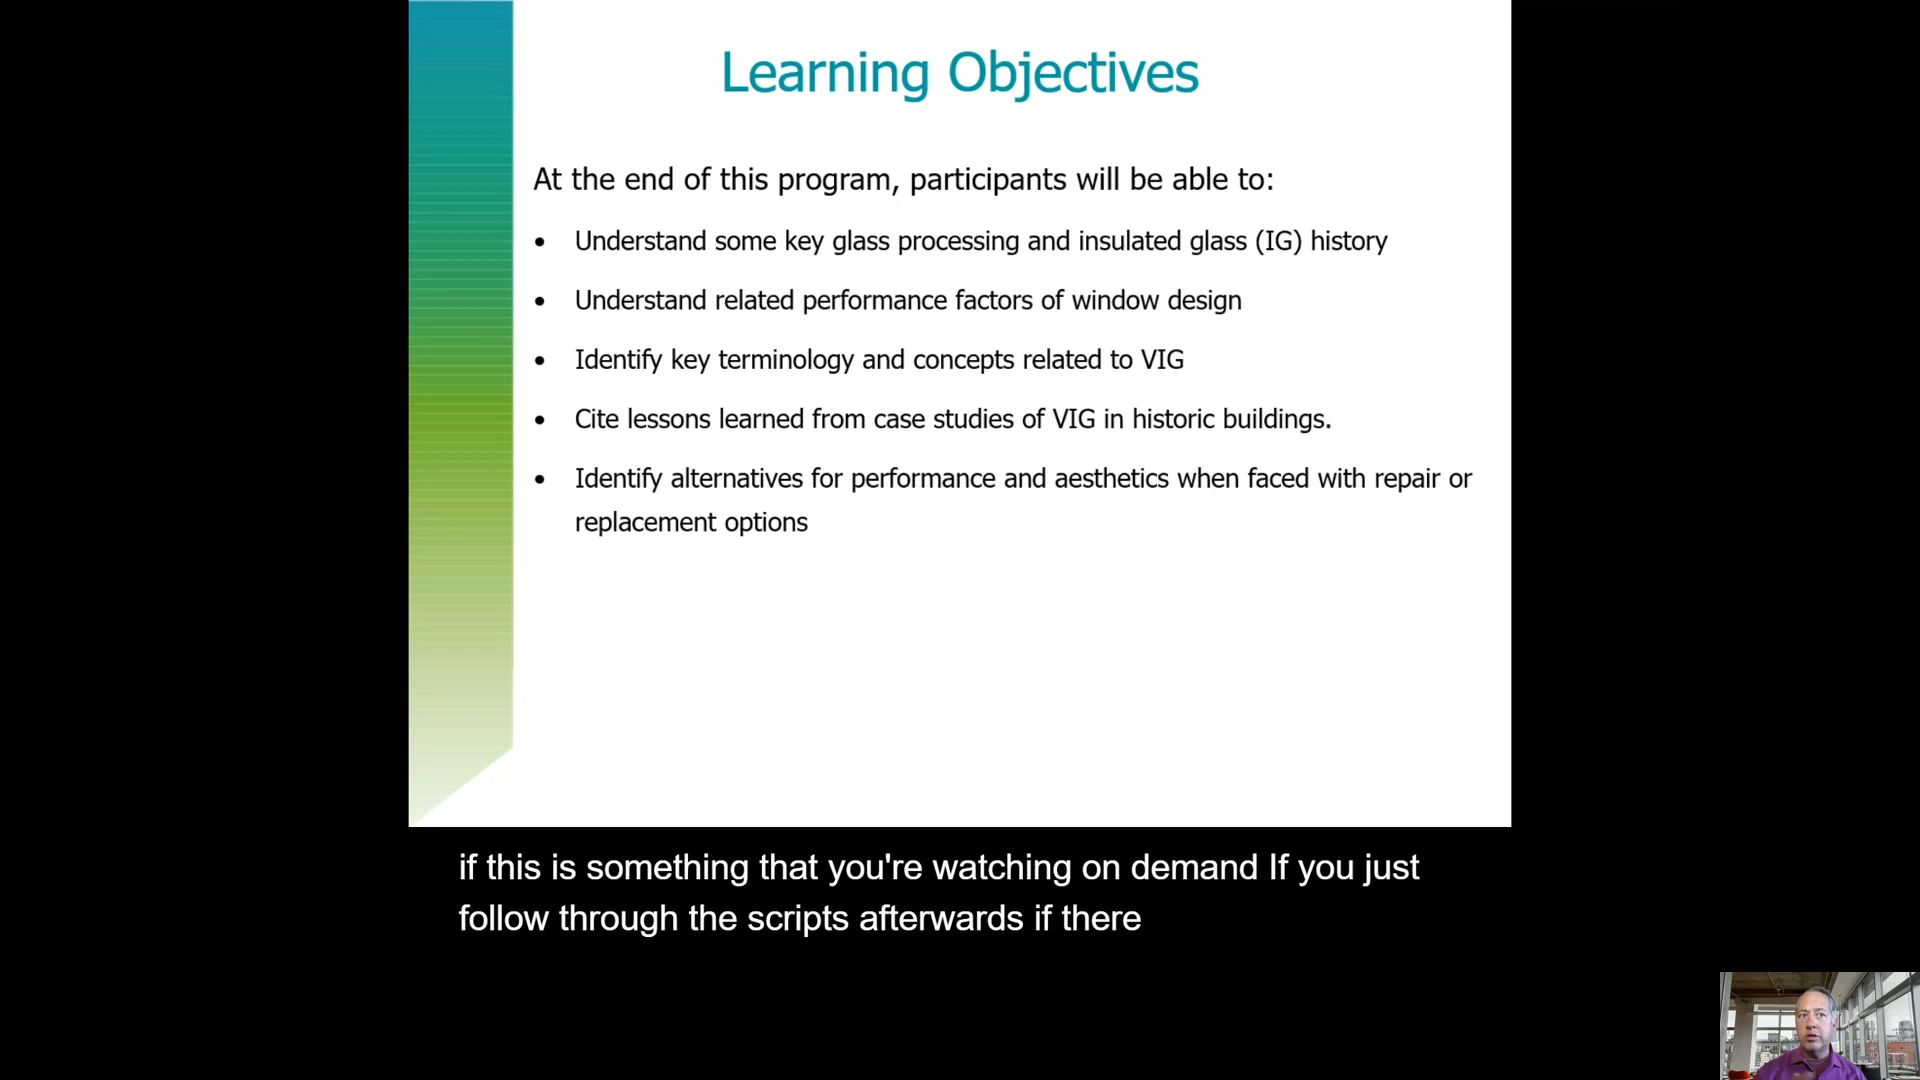 Learning Objectives
At the end of this program, participants will be able to:
• Understand some key glass processing and insulated glass (IG) history
• Understand related performance factors of window design
• Identify key terminology and concepts related to VIG
• Cite lessons learned from case studies of VIG in historic buildings.
• Identify alternatives for performance and aesthetics when faced with repair or
replacement options
if this is something that you're watching on demand If you just
follow through the scripts afterwards if there